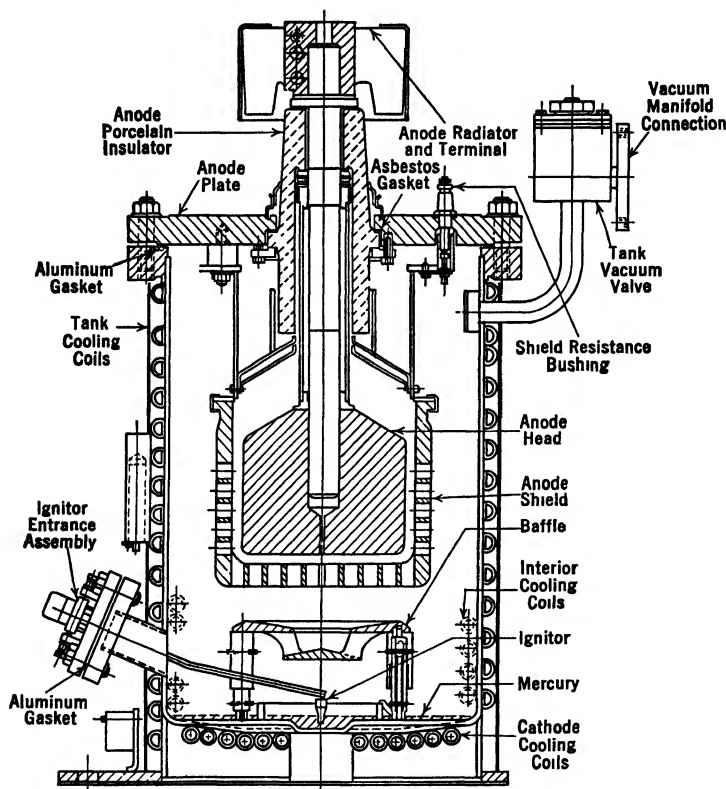 Anode
Porcelain
Insulator
Anode
Plate
Aluminum
Gasket
Tank
Cooling
Coils
Ignitor
Entrance
Assembly
Aluminum
Gasket
Anode Radiator
and Terminal
Asbestos
Gasket
Vacuum
Manifold
Connection
Tank
Vacuum
Valve
Shield Resistance
Bushing
Anode
Head
Anode
Shield
Baffle
Interior
Cooling
Coils
Ignitor
Mercury
Cathode
Cooling
Coils